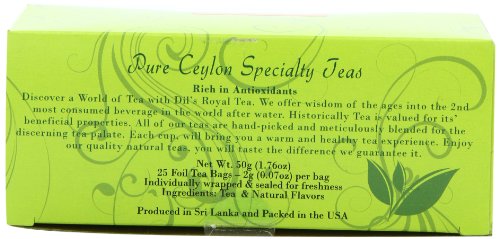 Pure Ceylon Specialty Teas
Rich in Antioxidants
Discover a World of Tea with Dil's Royal Tea. We offer wisdom of the ages into the 2nd
most consumed beverage in the world after water. Historically Tea is valued for its'
beneficial properties. All of our teas are hand-picked and meticulously blended for the
discerning tea palate. Each cup, will bring you a warm and healthy tea experience. Enjoy
our quality natural teas, you will taste the difference we guarantee it.
Net Wt. 50g (1.76oz)
25 Foil Tea Bags – 2g (0.07oz) per bag
Individually wrapped & sealed for freshness
Ingredients: Tea & Natural Flavors
Produced in Sri Lanka and Packed in the USA